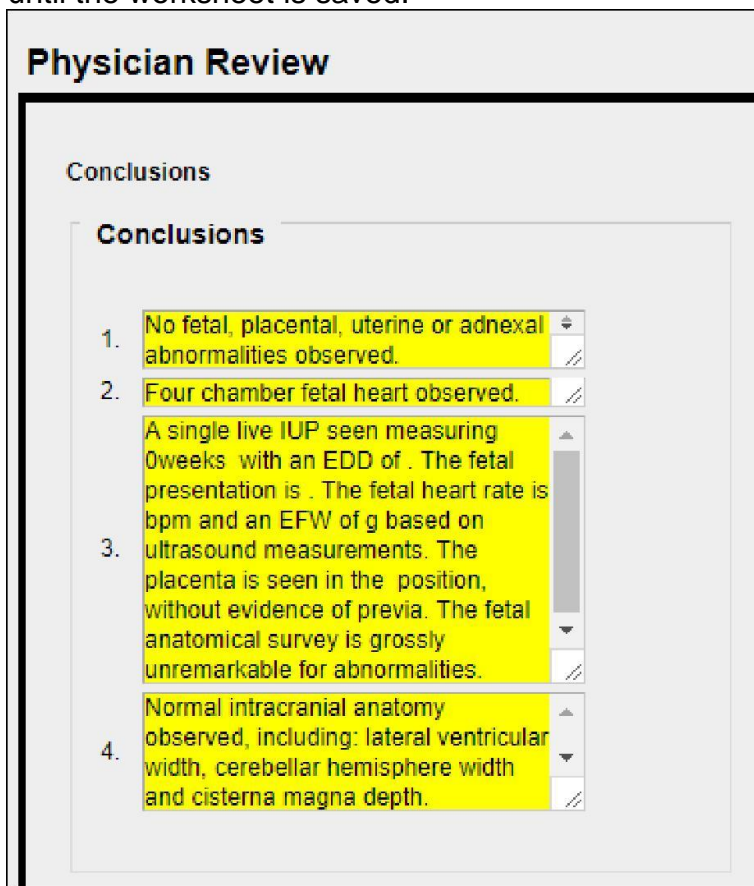 until the worksheet is saved.
Physician Review
Conclusions
Conclusions
1. No fetal, placental, uterine or adnexal
abnormalities observed.
2. Four chamber fetal heart observed.
A single live IUP seen measuring
0weeks  with an EDD of . The fetal
presentation is . The fetal heart rate is
bpm and an EFW of g based on
3. ultrasound measurements. The
placenta is seen in the  position,
without evidence of previa. The fetal
anatomical survey is grossly
unremarkable for abnormalities.
Normal intracranial anatomy
4. observed, including: lateral ventricular
width, cerebellar hemisphere width
and cisterna magna depth.